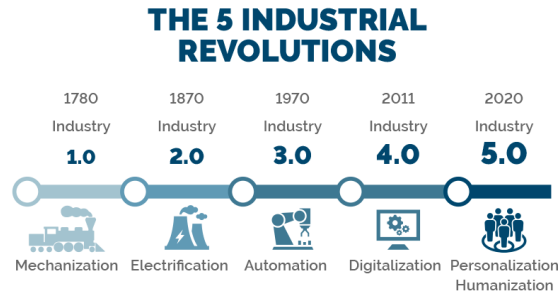 THE 5 INDUSTRIAL
REVOLUTIONS
1780
Industry
1.0
Mechanization
1870
Industry
2.0
Electrification
1970
Industry
3.0
Automation
2011
Industry
4.0
Digitalization
2020
Industry
5.0
Personalization
Humanization